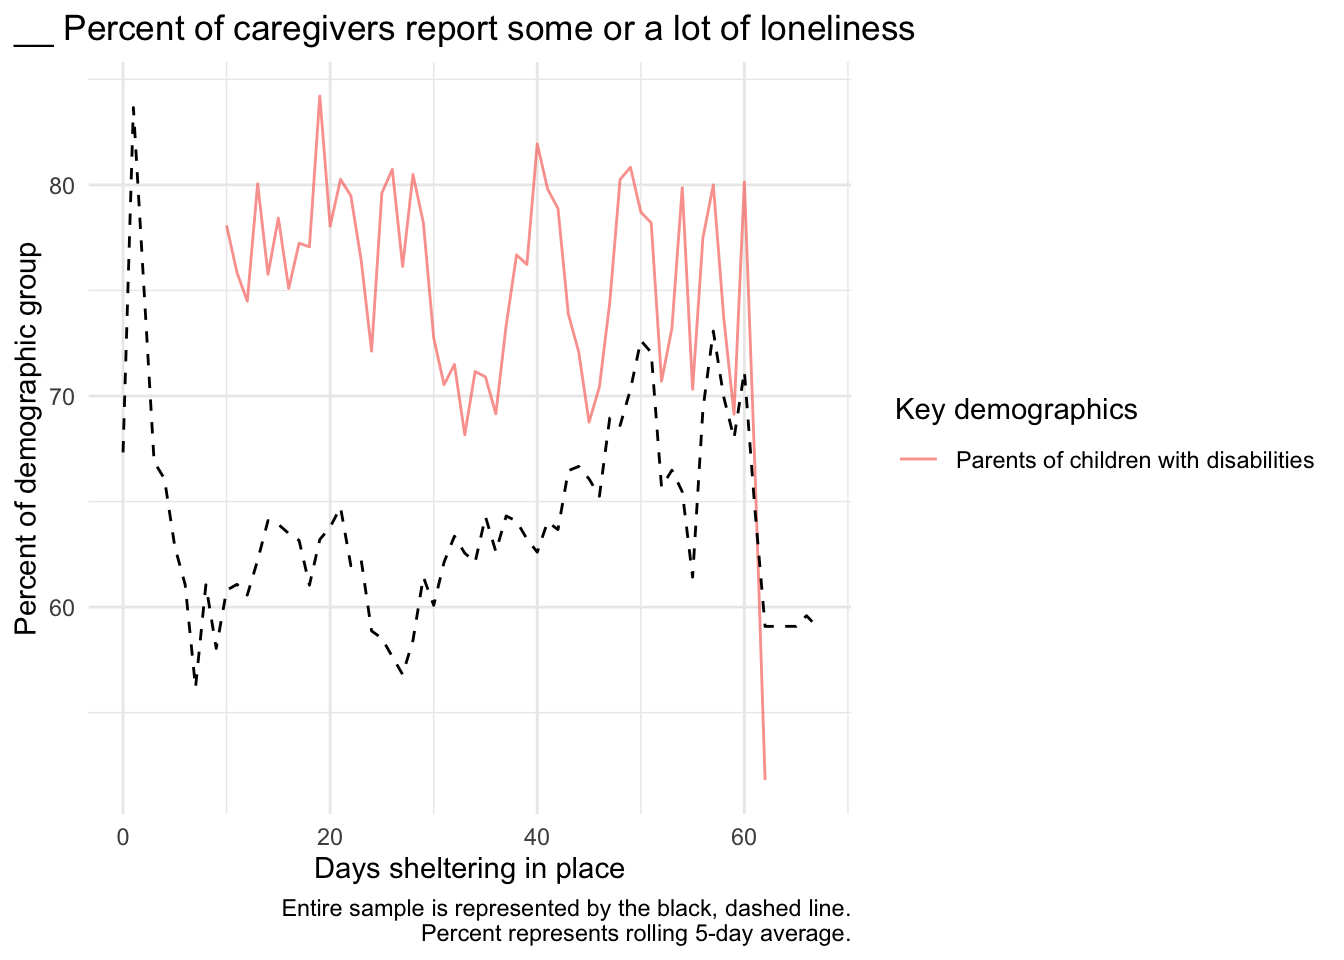 __ Percent of caregivers report some or a lot of loneliness
Percent of demographic group
80
70
60
0 20 40 60
Days sheltering in place
Key demographics
Parents of children with disabilities
Entire sample is represented by the black, dashed line.
Percent represents rolling 5-day average.